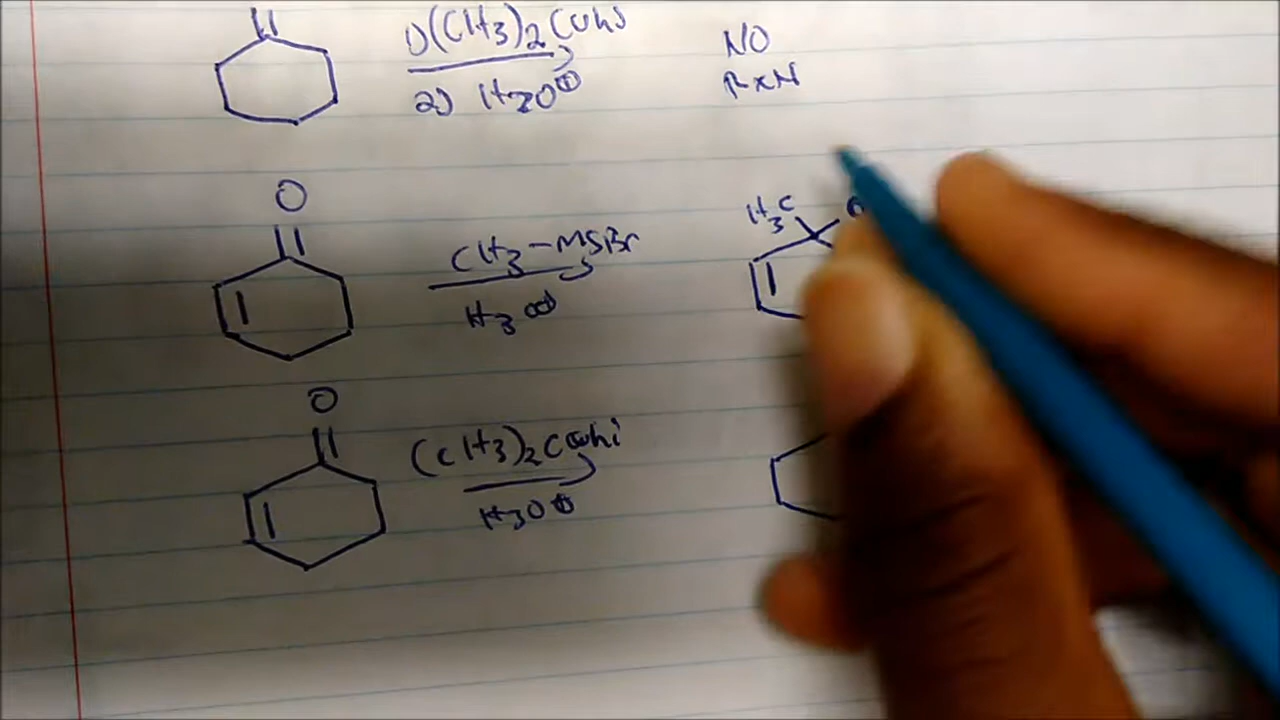 1) (CH3)2CuLi
NO
2) H3O⊕
RXN
O
H3C
CH3-MgBr
H3O⊕
O
(CH3)2CuLi
H3O⊕